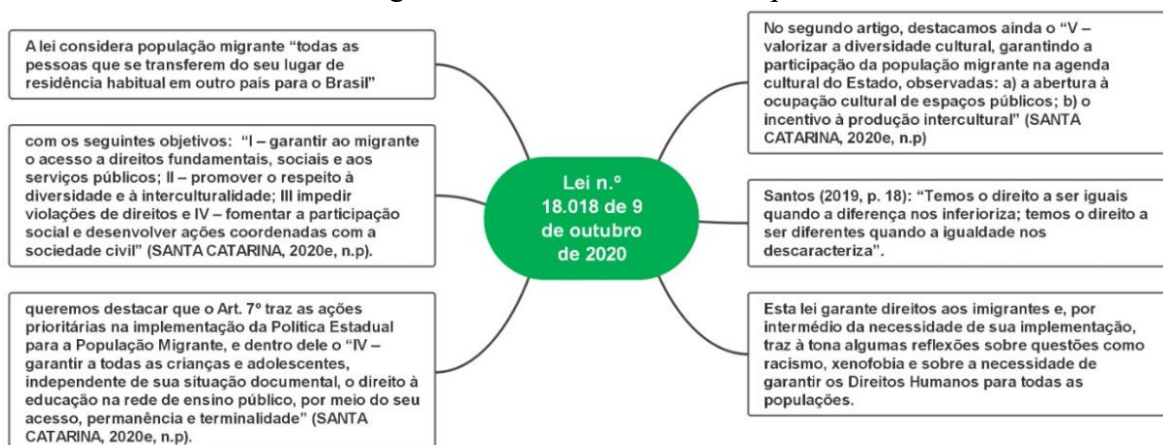 A lei considera população migrante “todas as
pessoas que se transferem do seu lugar de
residência habitual em outro país para o Brasil”
com os seguintes objetivos: “I – garantir ao migrante
o acesso a direitos fundamentais, sociais e aos
serviços públicos; II – promover o respeito à
diversidade e à interculturalidade; III impedir
violações de direitos e IV – fomentar a participação
social e desenvolver ações coordenadas com a
sociedade civil” (SANTA CATARINA, 2020e, n.p).
queremos destacar que o Art. 7º traz as ações
prioritárias na implementação da Política Estadual
para a População Migrante, e dentro dele o “IV –
garantir a todas as crianças e adolescentes,
independente de sua situação documental, o direito à
educação na rede de ensino público, por meio do seu
acesso, permanência e terminalidade” (SANTA
CATARINA, 2020e, n.p).
Lei n.º
18.018 de 9
de outubro
de 2020
No segundo artigo, destacamos ainda o “V –
valorizar a diversidade cultural, garantindo a
participação da população migrante na agenda
cultural do Estado, observadas: a) a abertura à
ocupação cultural de espaços públicos; b) o
incentivo à produção intercultural” (SANTA
CATARINA, 2020e, n.p)
Santos (2019, p. 18): “Temos o direito a ser iguais
quando a diferença nos inferioriza; temos o direito a
ser diferentes quando a igualdade nos
descaracteriza”.
Esta lei garante direitos aos imigrantes e, por
intermédio da necessidade de sua implementação,
traz à tona algumas reflexões sobre questões como
racismo, xenofobia e sobre a necessidade de
garantir os Direitos Humanos para todas as
populações.